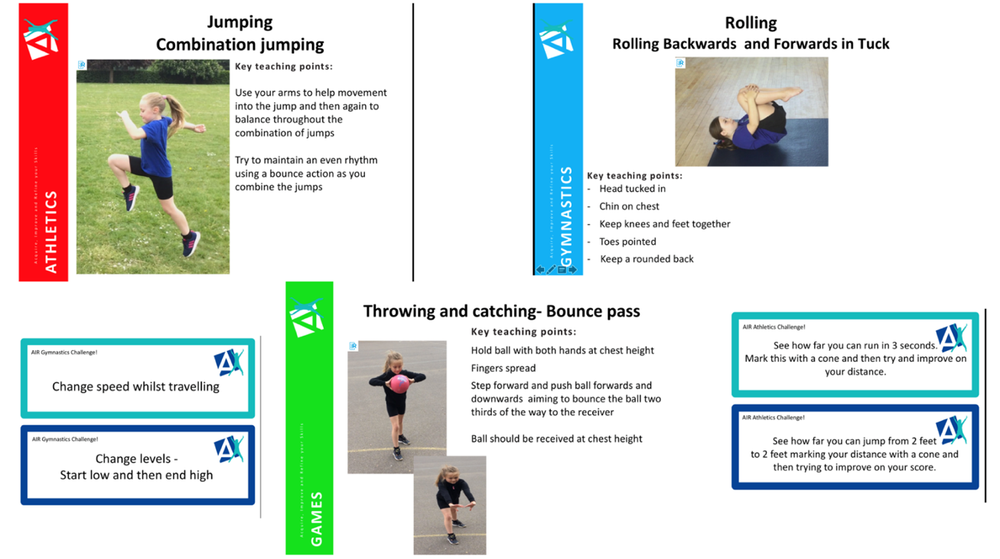 Jumping
Combination jumping
Key teaching points:
Use your arms to help movement
into the jump and then again to
balance throughout the
combination of jumps
Try to maintain an even rhythm
using a bounce action as you
combine the jumps
Acquire, Improve and Refine your Skills
ATHLETICS
Rolling
Rolling Backwards and Forwards in Tuck
Key teaching points:
- Head tucked in
- Chin on chest
- Keep knees and feet together
- Toes pointed
- Keep a rounded back
Acquire, Improve and Refine your Skills
GYMNASTICS
AIR Gymnastics Challenge!
Change speed whilst travelling
AIR Gymnastics Challenge!
Change levels -
Start low and then end high
Throwing and catching- Bounce pass
Key teaching points:
Hold ball with both hands at chest height
Fingers spread
Step forward and push ball forwards and
downwards aiming to bounce the ball two
thirds of the way to the receiver
Ball should be received at chest height
Acquire, Improve and Refine your Skills
GAMES
AIR Athletics Challenge!
See how far you can run in 3 seconds.
Mark this with a cone and then try and improve on
your distance.
AIR Athletics Challenge!
See how far you can jump from 2 feet
to 2 feet marking your distance with a cone and
then trying to improve on your score.